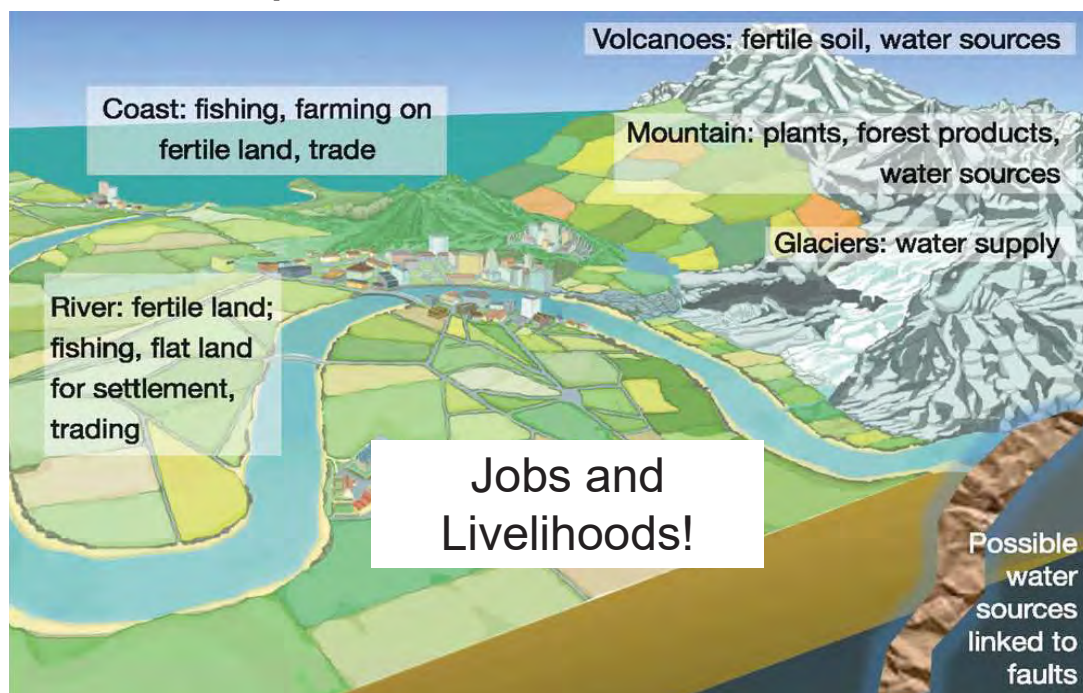 Volcanoes: fertile soil, water sources
Coast: fishing, farming on
fertile land, trade
Mountain: plants, forest products,
water sources
Glaciers: water supply
River: fertile land;
fishing, flat land
for settlement,
trading
Jobs and
Livelihoods!
Possible
water
sources
linked to
faults